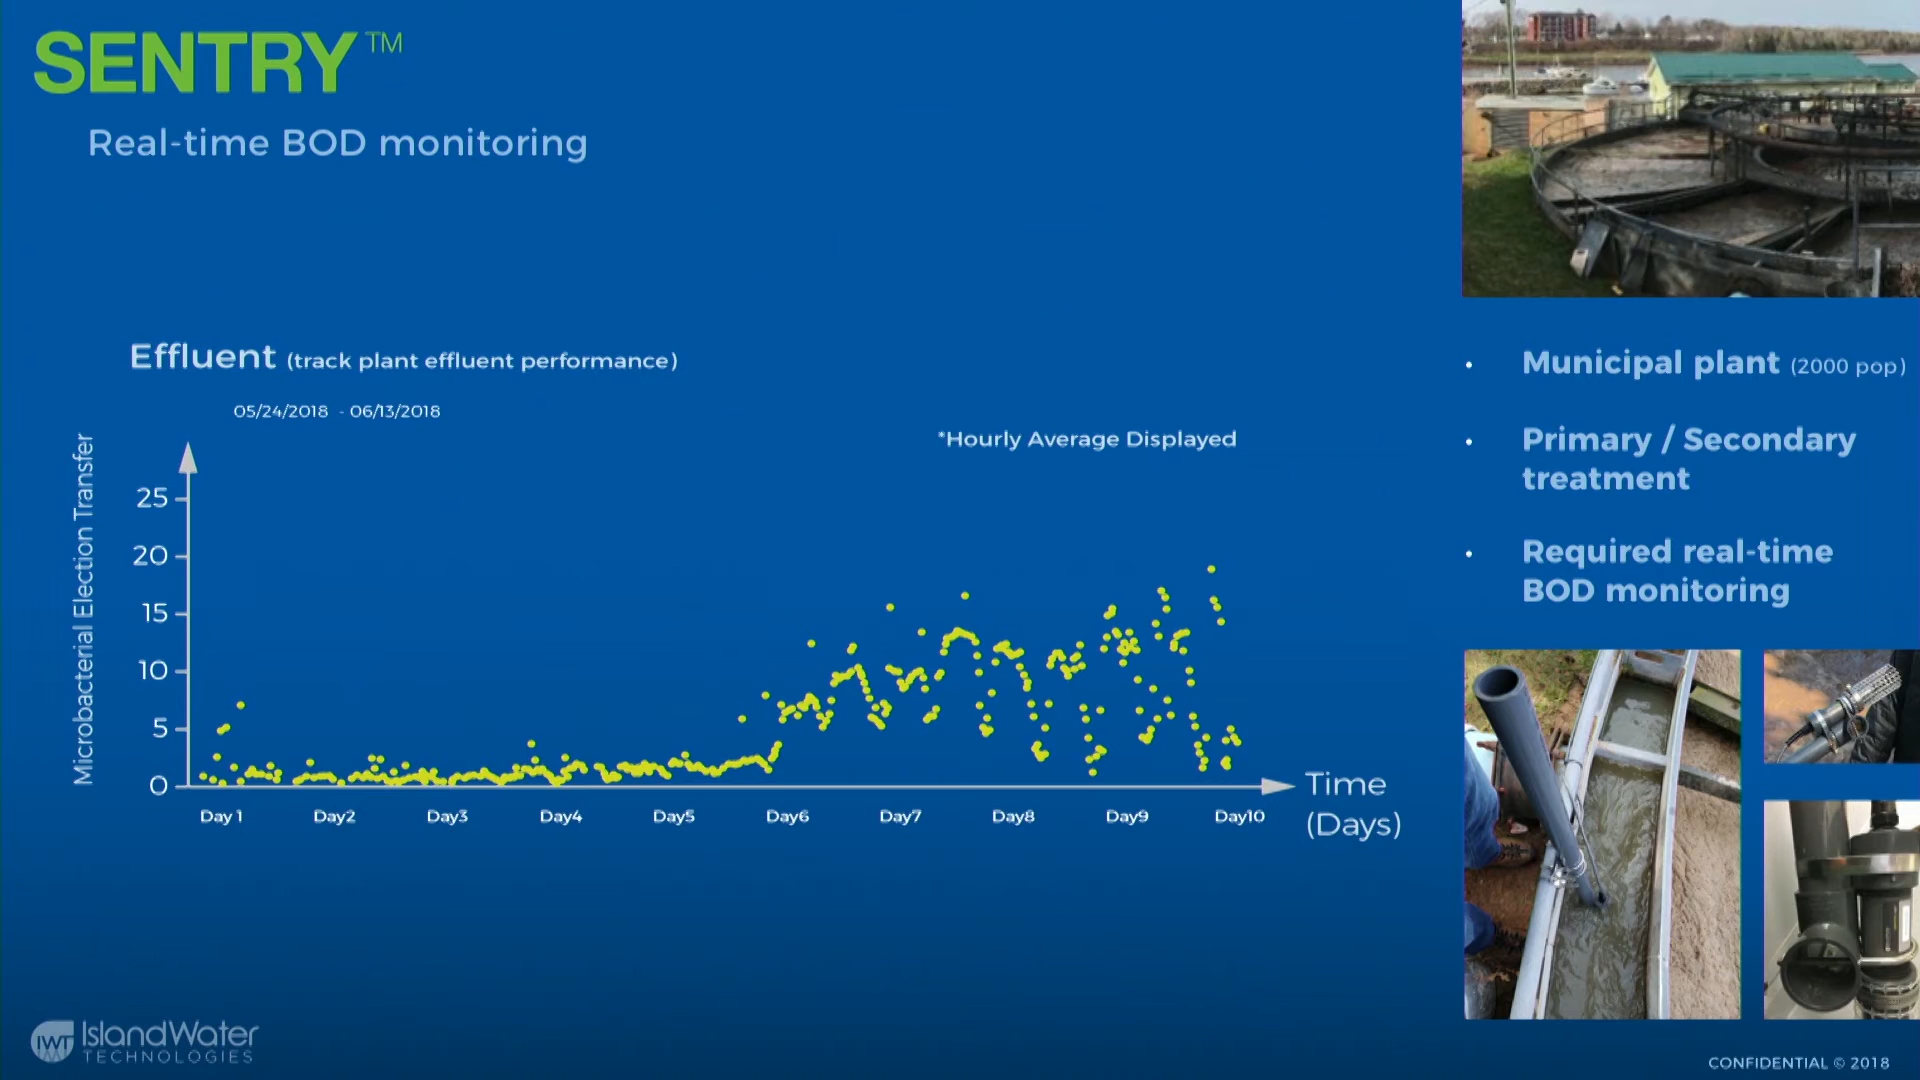 SENTRY™
Real-time BOD monitoring
Effluent (track plant effluent performance)
05/24/2018 - 06/13/2018
*Hourly Average Displayed
Microbacterial Election Transfer
25
20
15
10
5
0
Day 1
Day2
Day3
Day4
Day5
Day6
Day7
Day8
Day9
Day10
Time
(Days)
• Municipal plant (2000 pop)
• Primary / Secondary
treatment
• Required real-time
BOD monitoring
IWT IslandWater
TECHNOLOGIES
CONFIDENTIAL © 2018